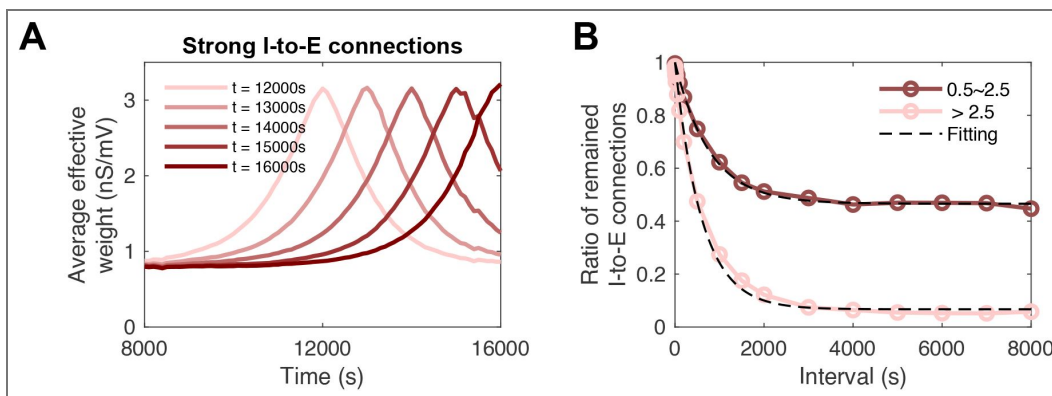 A
Strong I-to-E connections
Average effective
weight (nS/mV)
3
2
1
0
t = 12000s
t = 13000s
t = 14000s
t = 15000s
t = 16000s
8000
12000
16000
Time (s)
B
Ratio of remained
I-to-E connections
1
0.8
0.6
0.4
0.2
0
0.5~2.5
> 2.5
Fitting
0
2000
4000
6000
8000
Interval (s)